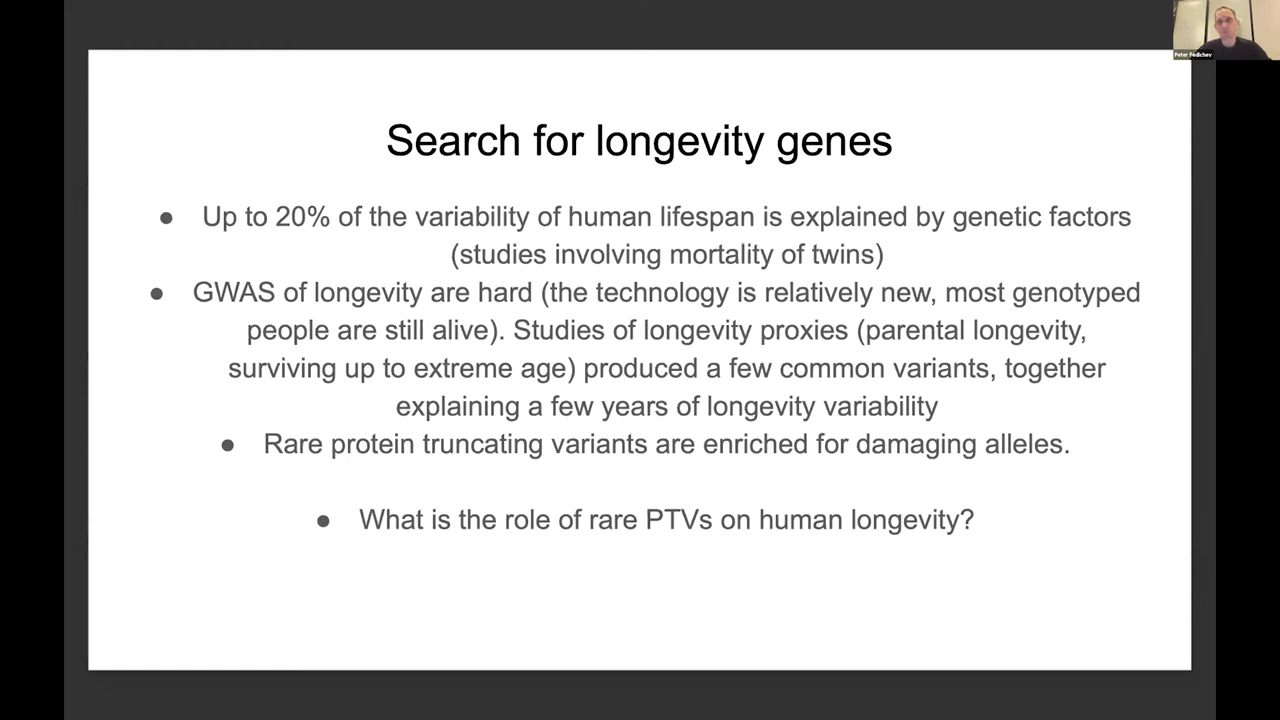 Peter Fedichev
Search for longevity genes
● Up to 20% of the variability of human lifespan is explained by genetic factors
(studies involving mortality of twins)
● GWAS of longevity are hard (the technology is relatively new, most genotyped
people are still alive). Studies of longevity proxies (parental longevity,
surviving up to extreme age) produced a few common variants, together
explaining a few years of longevity variability
● Rare protein truncating variants are enriched for damaging alleles.
● What is the role of rare PTVs on human longevity?